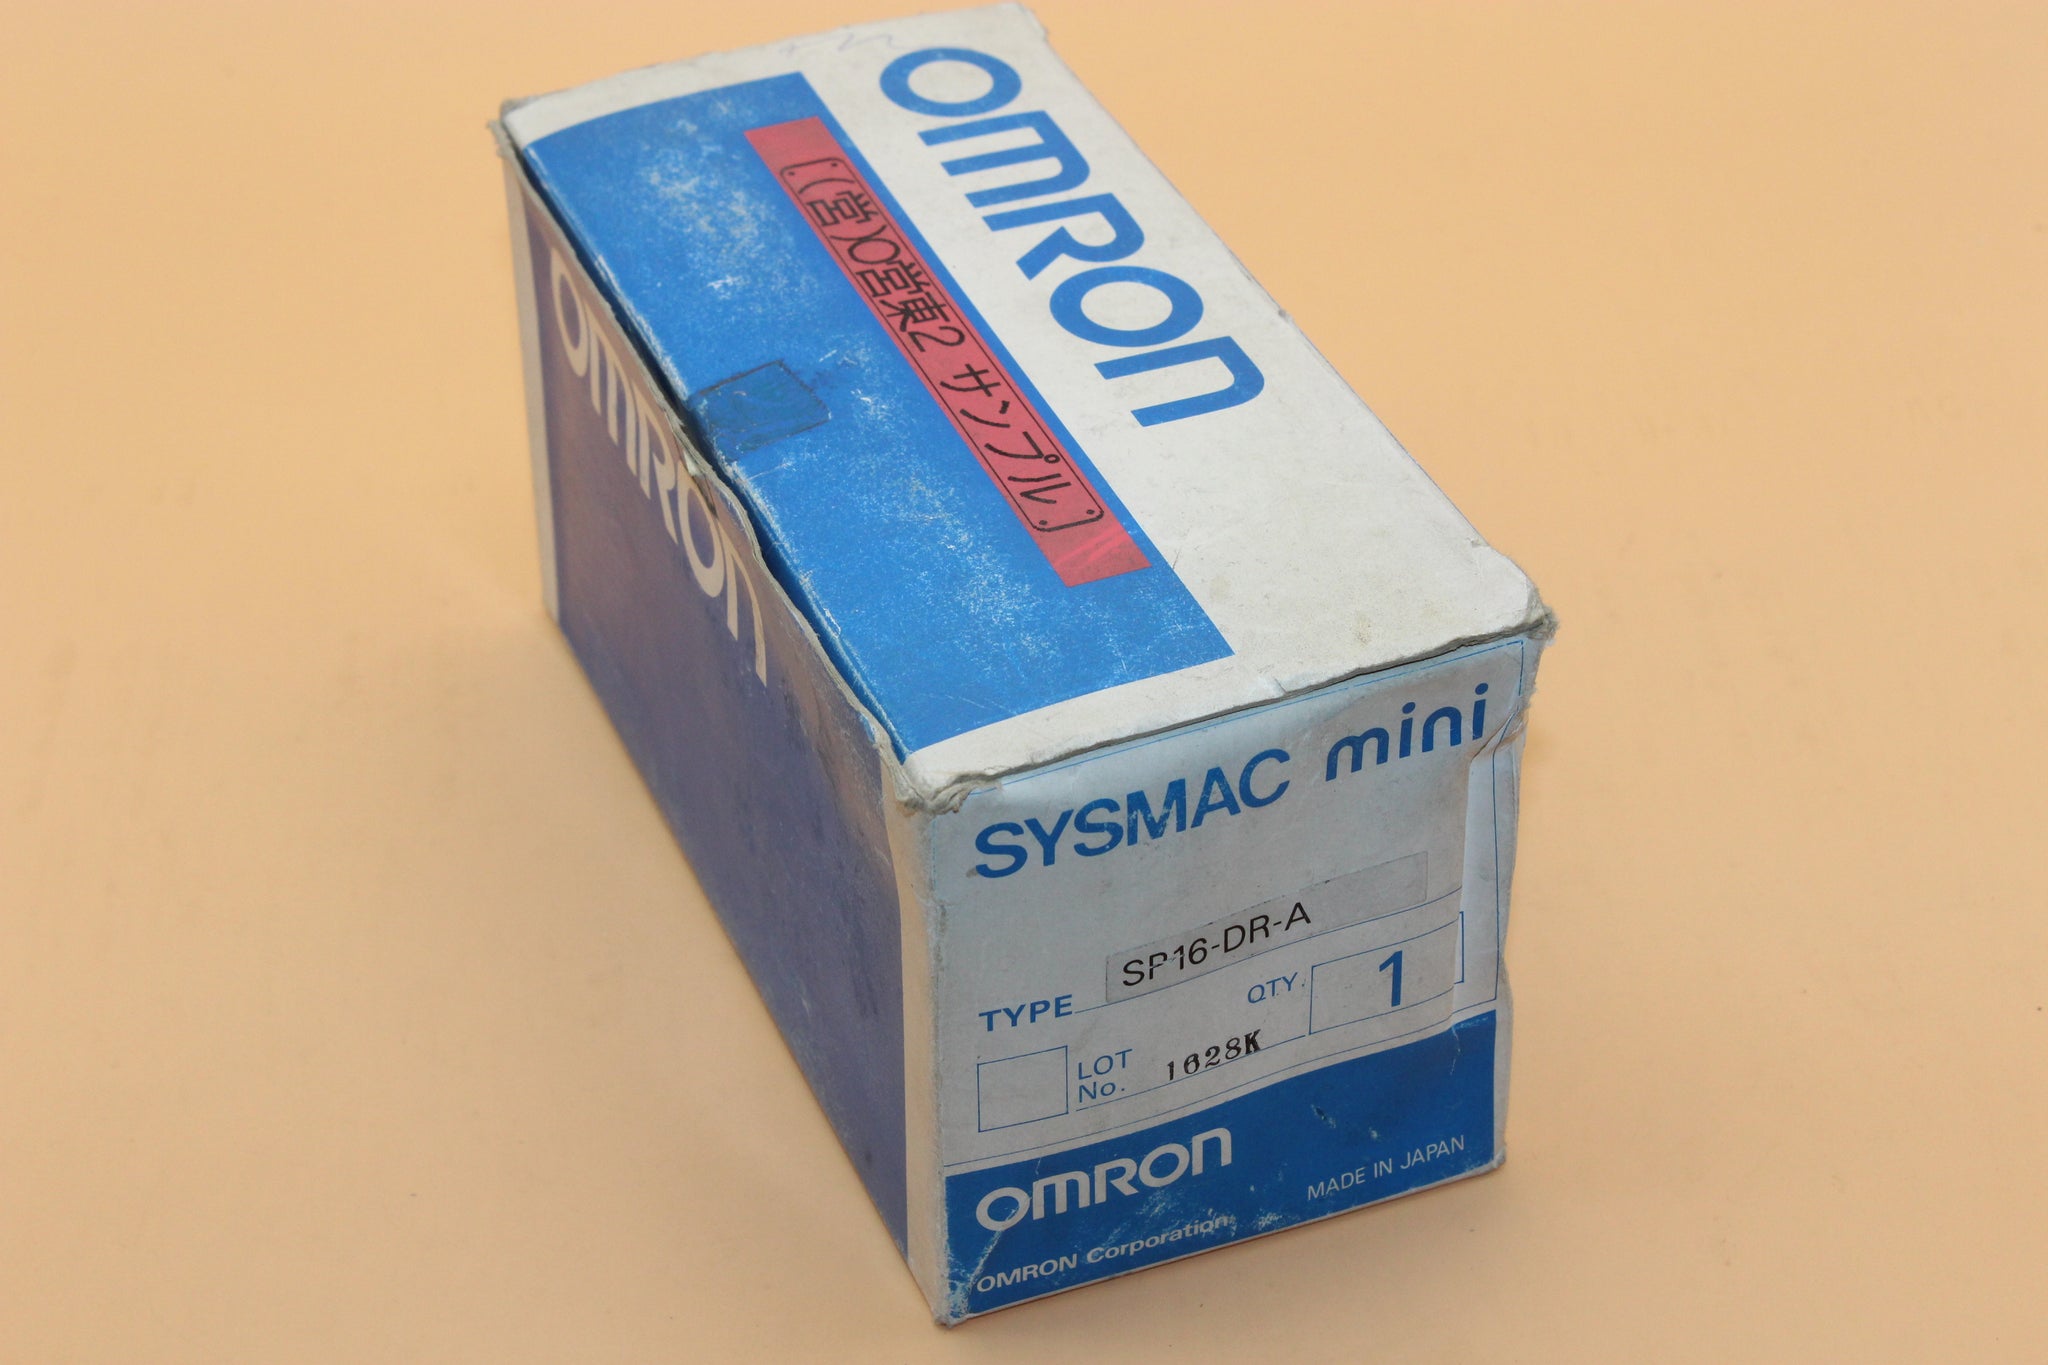 OMRON
(営)〇営東2 サンプル
OMRON
SYSMAC mini
TYPE SP16-DR-A
QTY. 1
LOT No. 1628K
OMRON
OMRON Corporation
MADE IN JAPAN